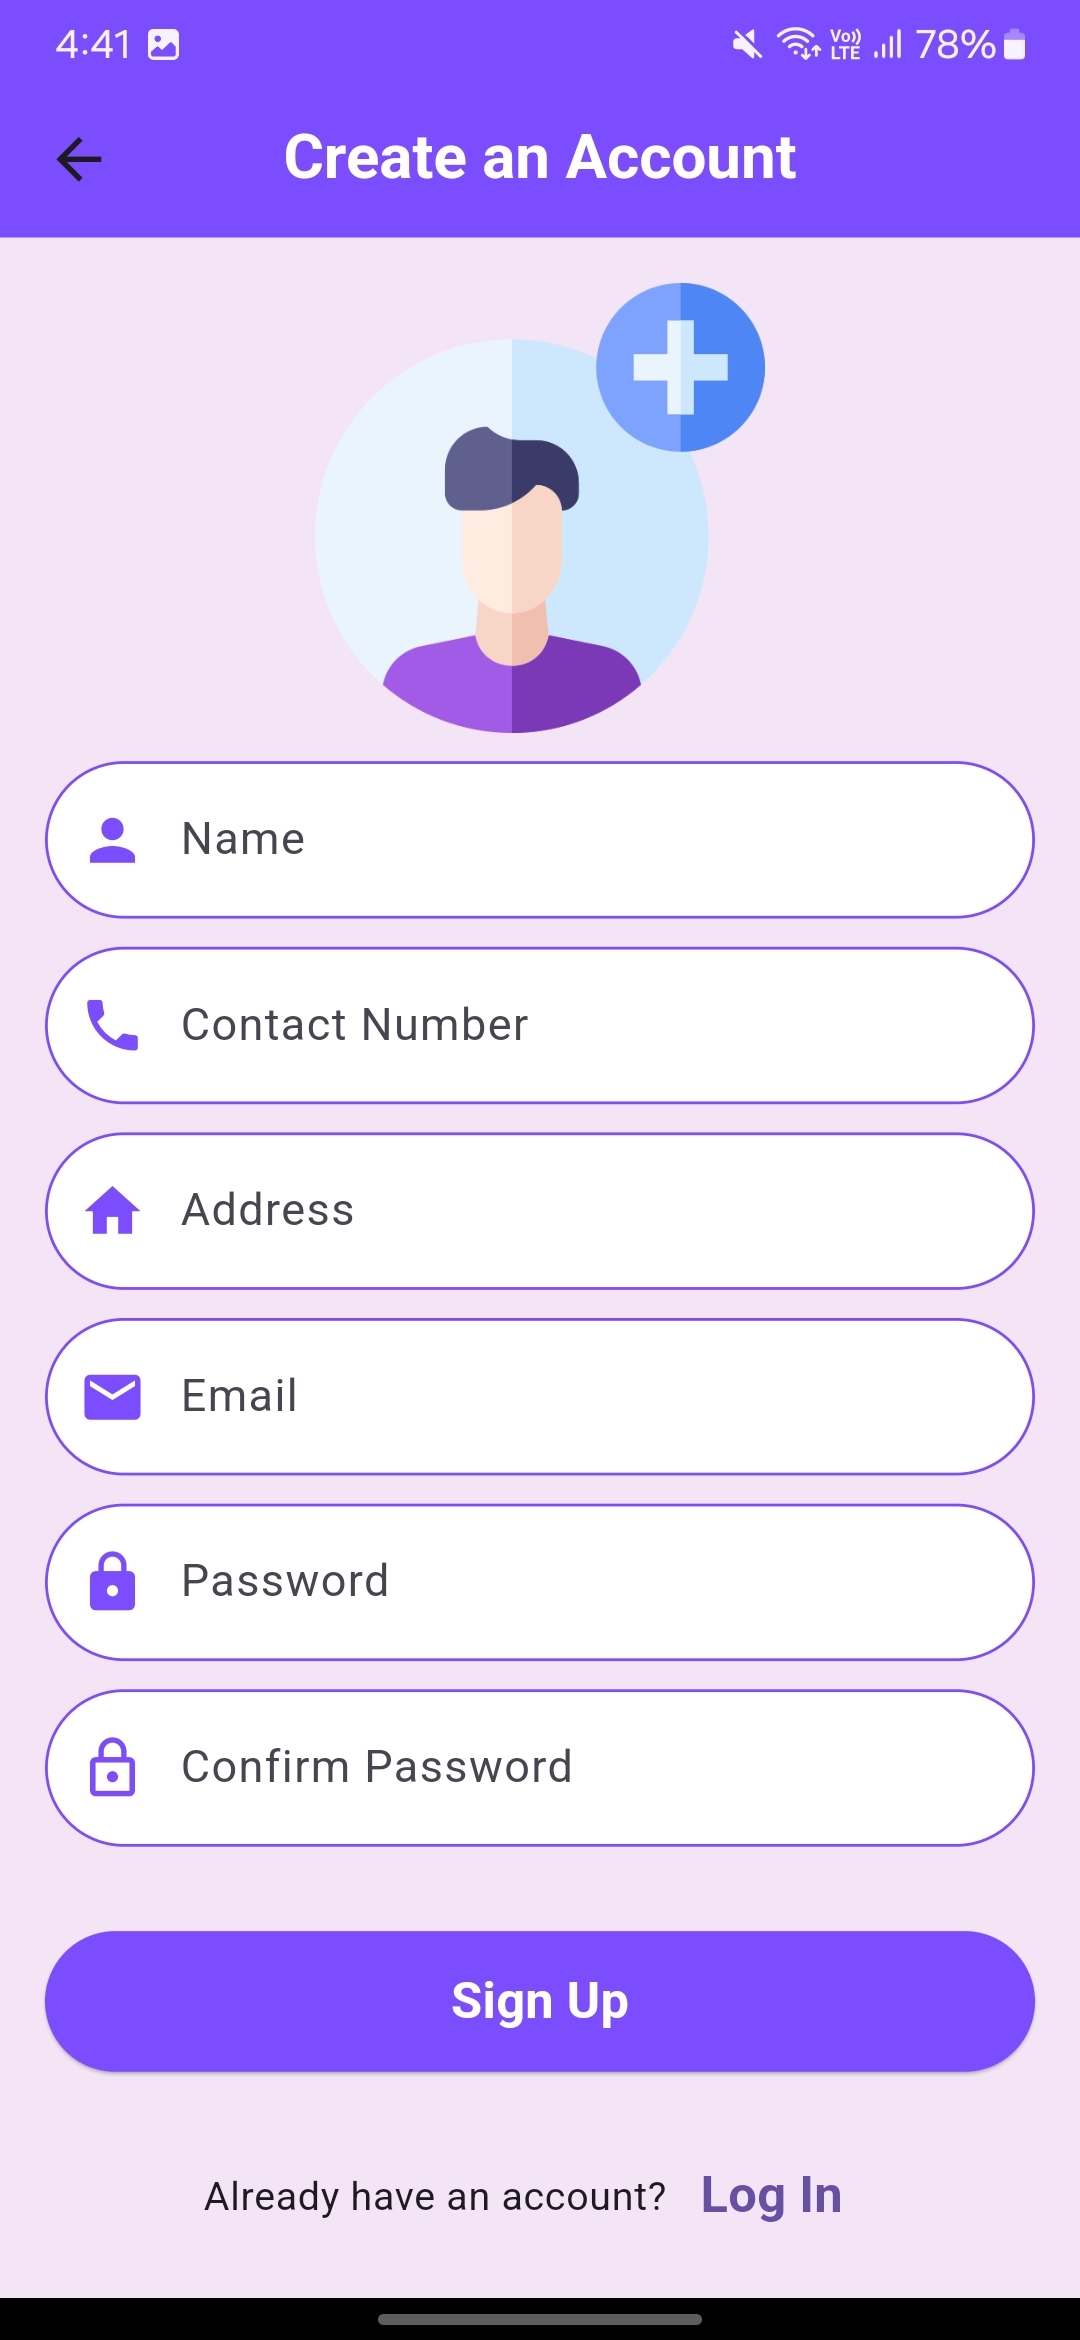 4:41 Vo)) LTE 78%
Create an Account
Name
Contact Number
Address
Email
Password
Confirm Password
Sign Up
Already have an account? Log In